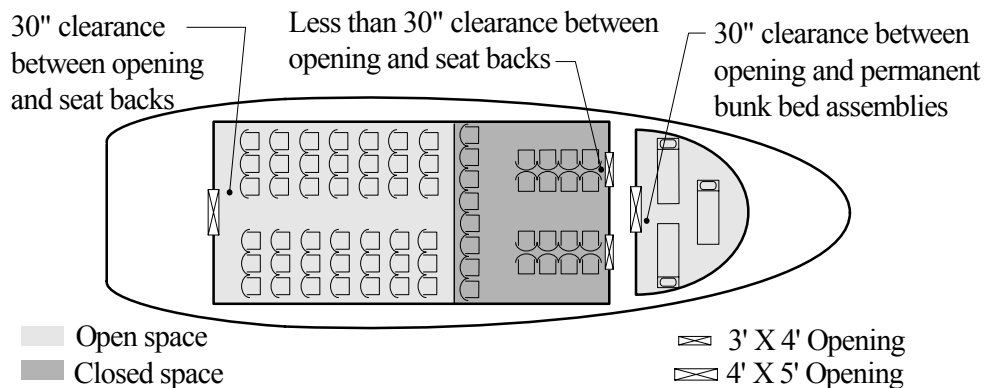 30" clearance
between opening
and seat backs
Less than 30" clearance between
opening and seat backs
30" clearance between
opening and permanent
bunk bed assemblies
Open space
Closed space
3' X 4' Opening
4' X 5' Opening